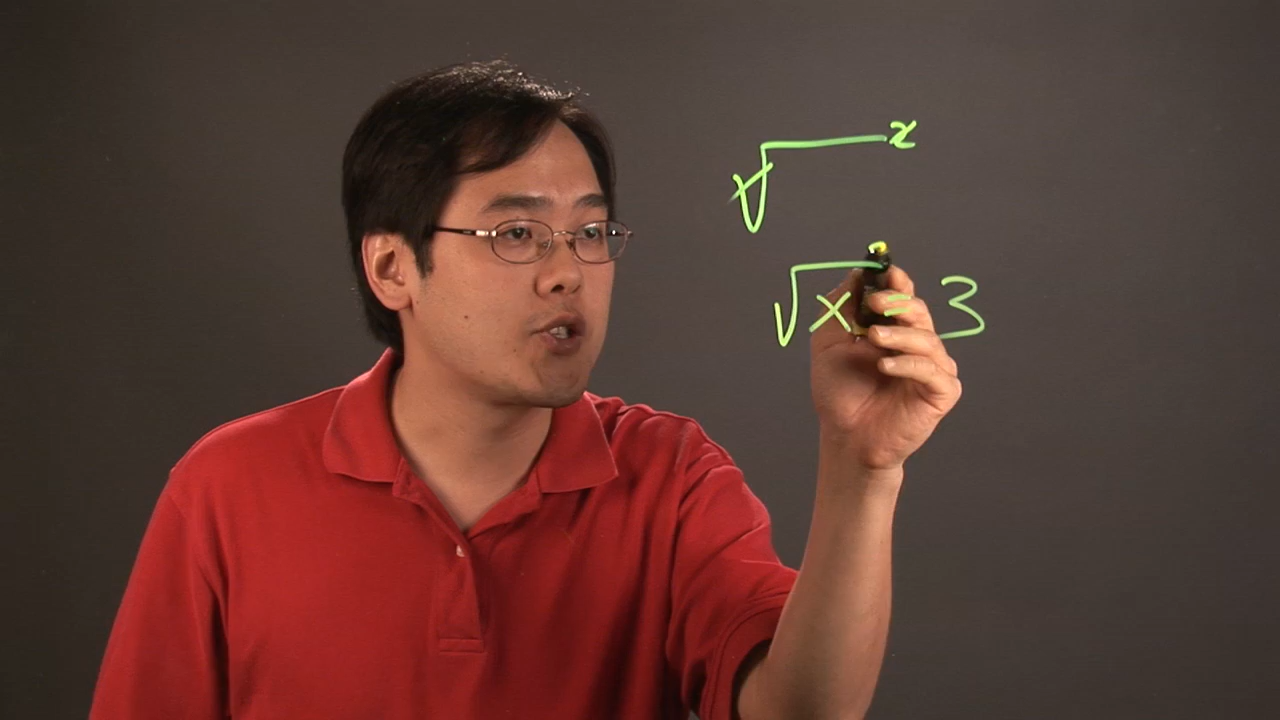 √ x
√x = 3